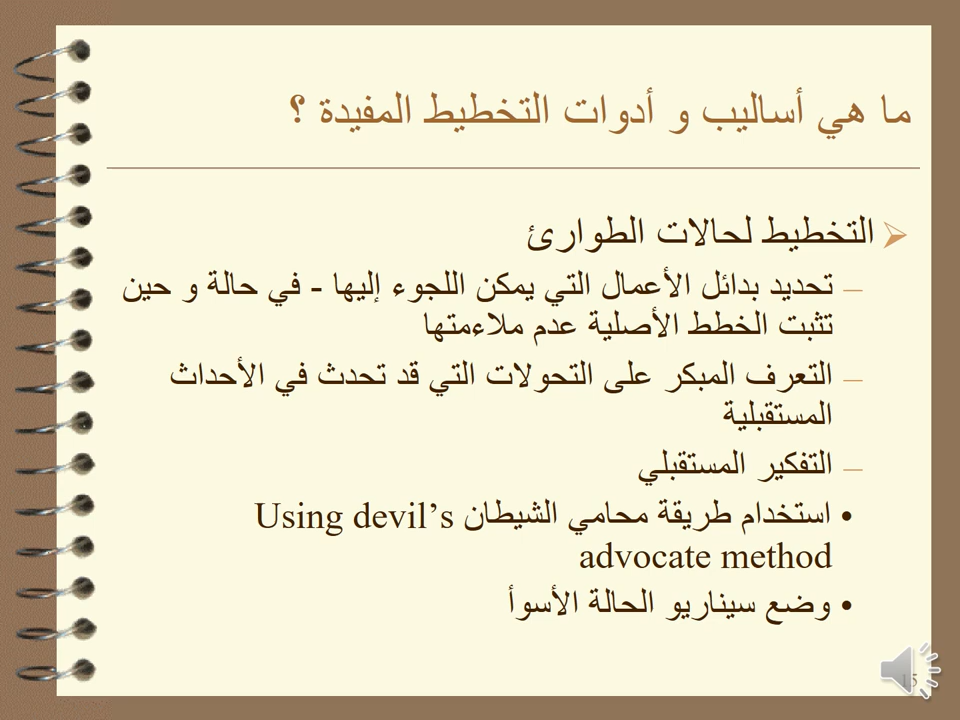 ما هي أساليب و أدوات التخطيط المفيدة ؟
التخطيط لحالات الطوارئ
– تحديد بدائل الأعمال التي يمكن اللجوء إليها - في حالة و حين
تثبت الخطط الأصلية عدم ملاءمتها
– التعرف المبكر على التحولات التي قد تحدث في الأحداث
المستقبلية
– التفكير المستقبلي
• استخدام طريقة محامي الشيطان Using devil’s
advocate method
• وضع سيناريو الحالة الأسوأ
15